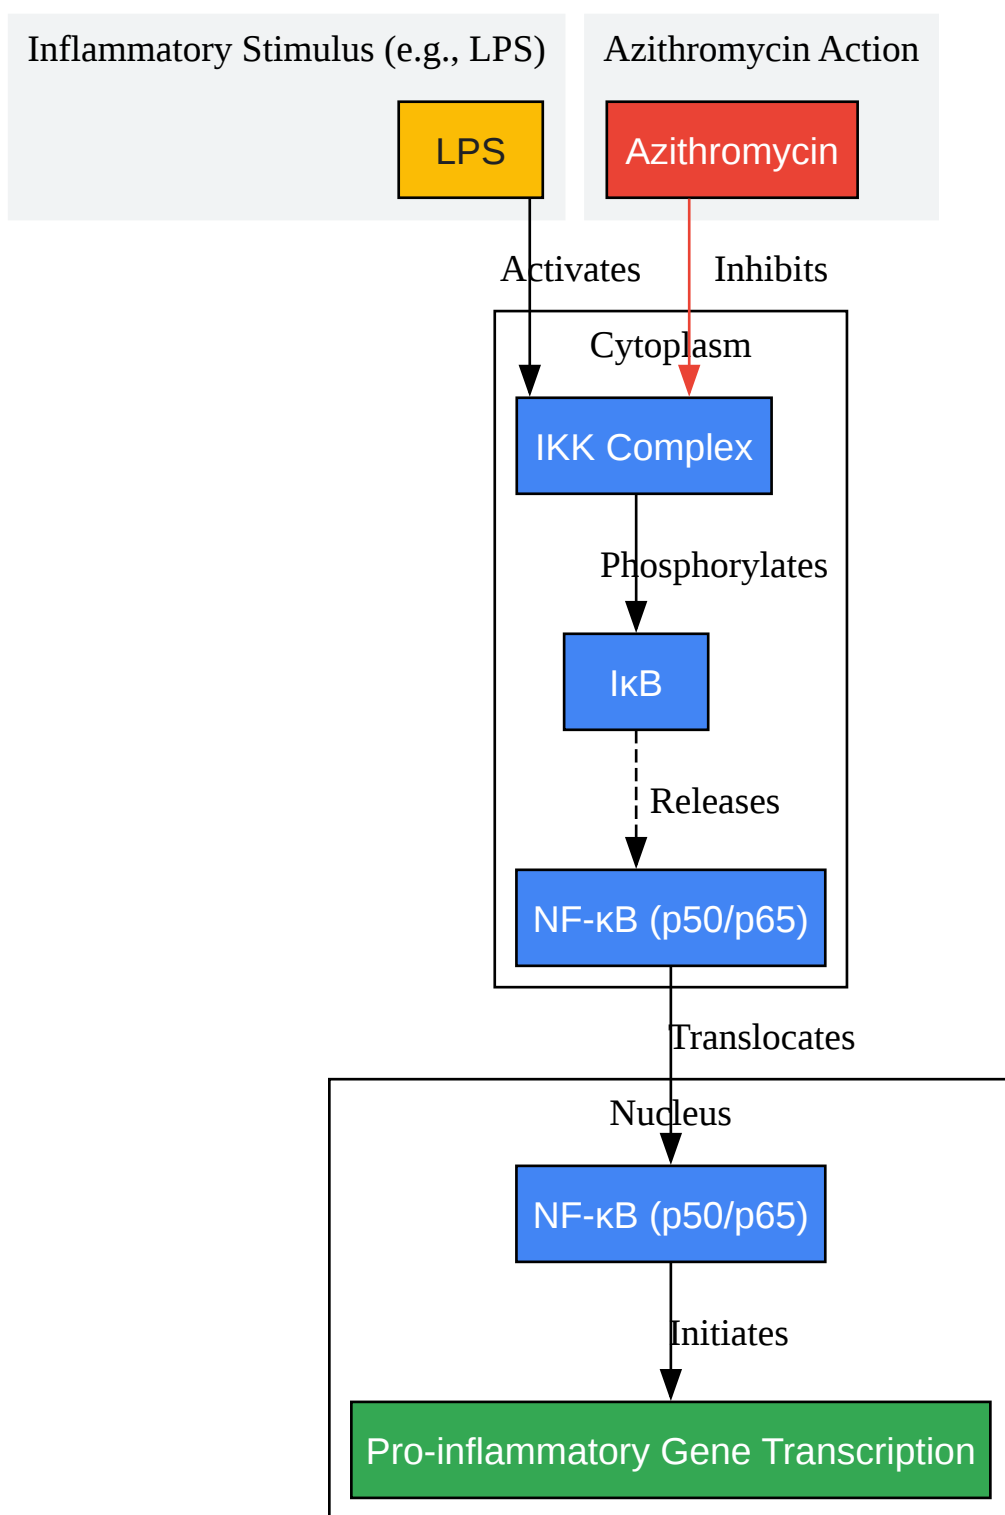 Inflammatory Stimulus (e.g., LPS)
Azithromycin Action
LPS
Azithromycin
Activates
Inhibits
Cytoplasm
IKK Complex
Phosphorylates
IκB
Releases
NF-κB (p50/p65)
Translocates
Nucleus
NF-κB (p50/p65)
Initiates
Pro-inflammatory Gene Transcription